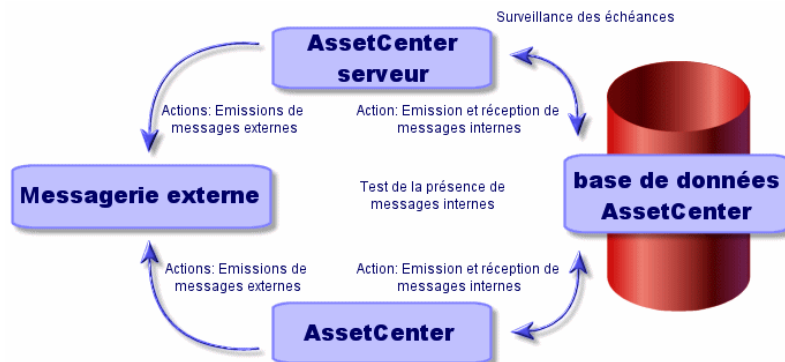 Surveillance des échéances
AssetCenter
serveur
Actions: Emissions de
messages externes
Action: Emission et réception de
messages internes
Messagerie externe
Test de la présence de
messages internes
base de données
AssetCenter
Actions: Emissions de
messages externes
Action: Emission et réception de
messages internes
AssetCenter